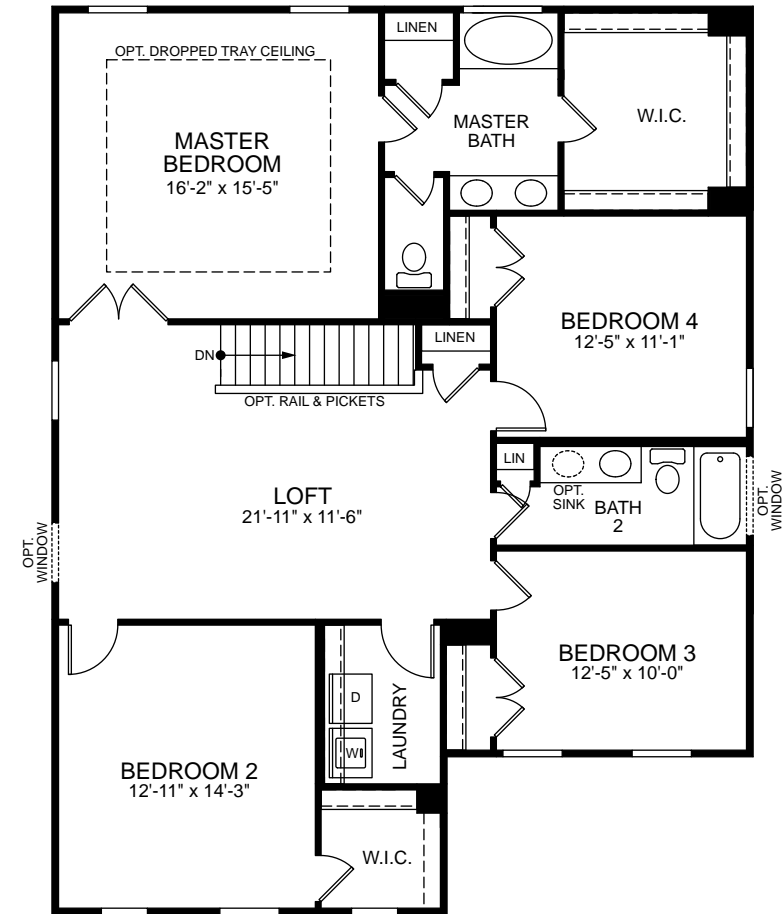 LINEN
OPT. DROPPED TRAY CEILING
MASTER
BATH
W.I.C.
MASTER
BEDROOM
16'-2" x 15'-5"
BEDROOM 4
12'-5" x 11'-1"
LINEN
DN
OPT. RAIL & PICKETS
LIN
OPT.
SINK
BATH
2
OPT.
WINDOW
LOFT
21'-11" x 11'-6"
OPT.
WINDOW
BEDROOM 3
12'-5" x 10'-0"
D
W
LAUNDRY
BEDROOM 2
12'-11" x 14'-3"
W.I.C.